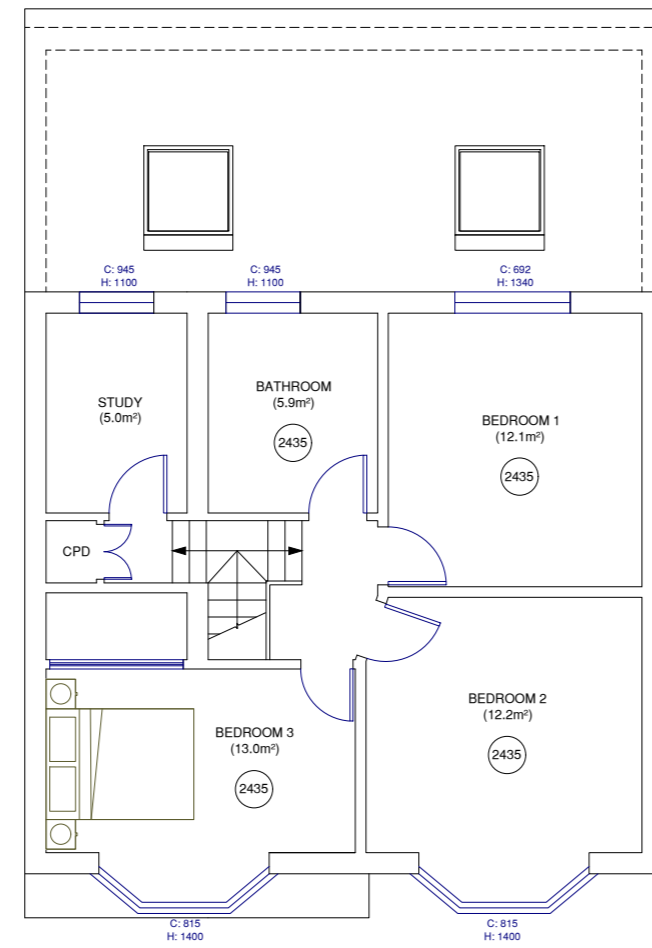 C: 945
H: 1100
C: 945
H: 1100
C: 692
H: 1340
STUDY
(5.0m²)
BATHROOM
(5.9m²)
2435
BEDROOM 1
(12.1m²)
2435
CPD
BEDROOM 3
(13.0m²)
2435
BEDROOM 2
(12.2m²)
2435
C: 815
H: 1400
C: 815
H: 1400